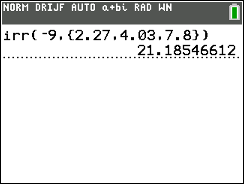 NORM DRIJF AUTO a+bi RAD WN
irr(⁻9,{2.27,4.03,7.8})
21.18546612